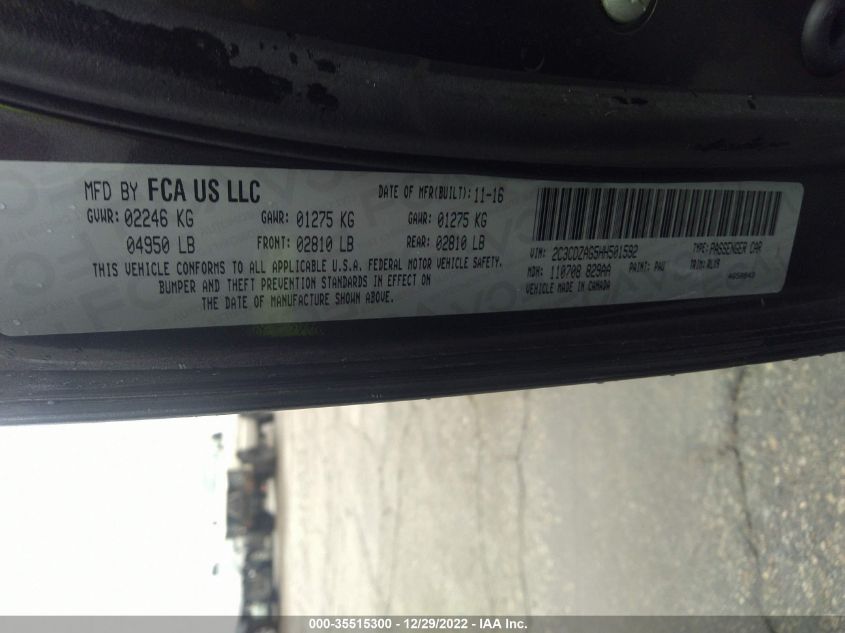 MFD BY FCA US LLC
DATE OF MFR(BUILT): 11-16
GVWR: 02246 KG GAWR: 01275 KG GAWR: 01275 KG
04950 LB FRONT: 02810 LB REAR: 02810 LB
THIS VEHICLE CONFORMS TO ALL APPLICABLE U.S.A. FEDERAL MOTOR VEHICLE SAFETY,
BUMPER AND THEFT PREVENTION STANDARDS IN EFFECT ON
THE DATE OF MANUFACTURE SHOWN ABOVE.
VIN: 2C3CDZAG5HH501592 TYPE: PASSENGER CAR
MDH: 110708 829AA PAINT: PAU TRIM: RLX9
VEHICLE MADE IN CANADA
000-35515300 - 12/29/2022 - IAA Inc.